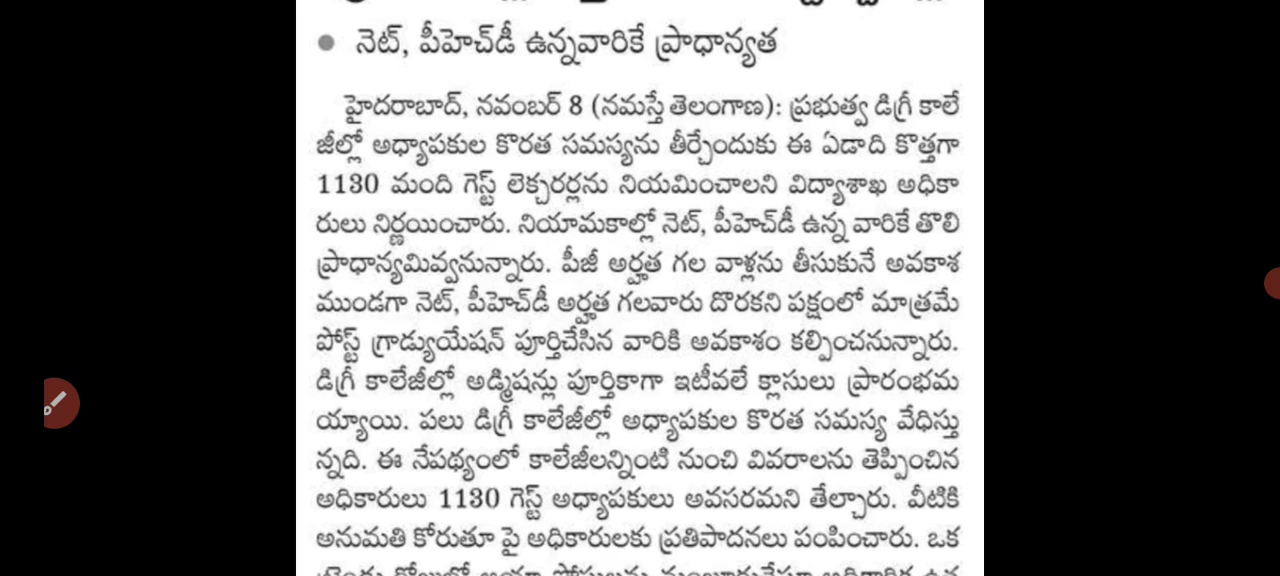 నెట్, పీహెచ్‌డీ ఉన్నవారికే ప్రాధాన్యత
హైదరాబాద్, నవంబర్ 8 (నమస్తే తెలంగాణ): ప్రభుత్వ డిగ్రీ కాలే
జీల్లో అధ్యాపకుల కొరత సమస్యను తీర్చేందుకు ఈ ఏడాది కొత్తగా
1130 మంది గెస్ట్ లెక్చరర్లను నియమించాలని విద్యాశాఖ అధికా
రులు నిర్ణయించారు. నియామకాల్లో నెట్, పీహెచ్‌డీ ఉన్న వారికే తొలి
ప్రాధాన్యమివ్వనున్నారు. పీజీ అర్హత గల వాళ్లను తీసుకునే అవకాశ
ముండగా నెట్, పీహెచ్‌డీ అర్హత గలవారు దొరకని పక్షంలో మాత్రమే
పోస్ట్ గ్రాడ్యుయేషన్ పూర్తిచేసిన వారికి అవకాశం కల్పించనున్నారు.
డిగ్రీ కాలేజీల్లో అడ్మిషన్లు పూర్తికాగా ఇటీవలే క్లాసులు ప్రారంభమ
య్యాయి. పలు డిగ్రీ కాలేజీల్లో అధ్యాపకుల కొరత సమస్య వేధిస్తు
న్నది. ఈ నేపథ్యంలో కాలేజీలన్నింటి నుంచి వివరాలను తెప్పించిన
అధికారులు 1130 గెస్ట్ అధ్యాపకులు అవసరమని తేల్చారు. వీటికి
అనుమతి కోరుతూ పై అధికారులకు ప్రతిపాదనలు పంపించారు. ఒక